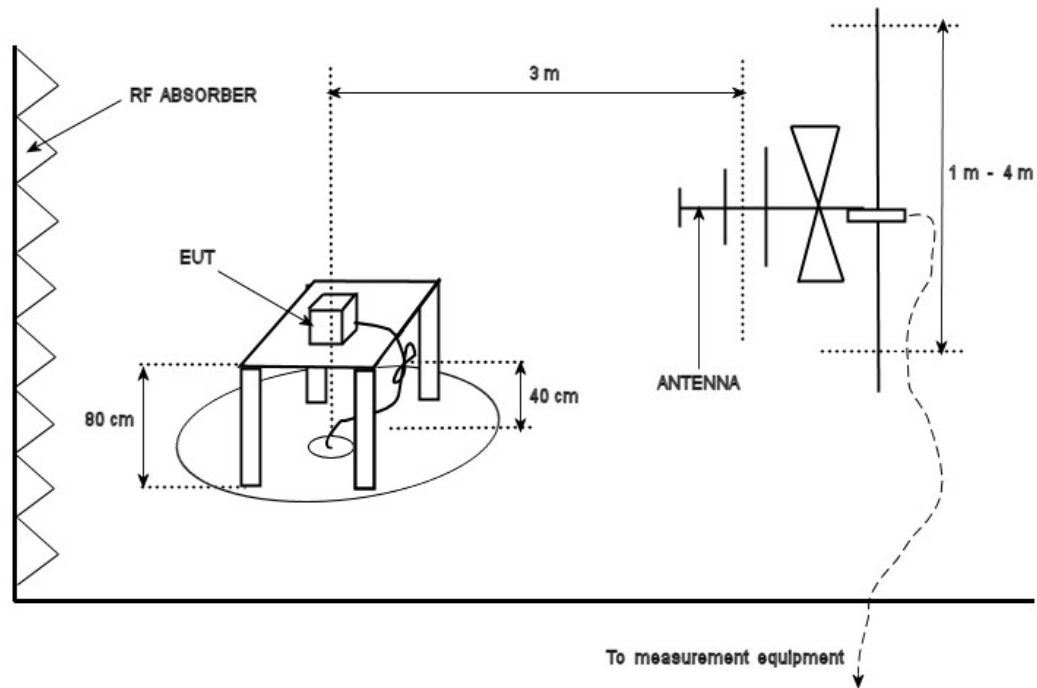 3 m
RF ABSORBER
1 m - 4 m
EUT
ANTENNA
40 cm
80 cm
To measurement equipment